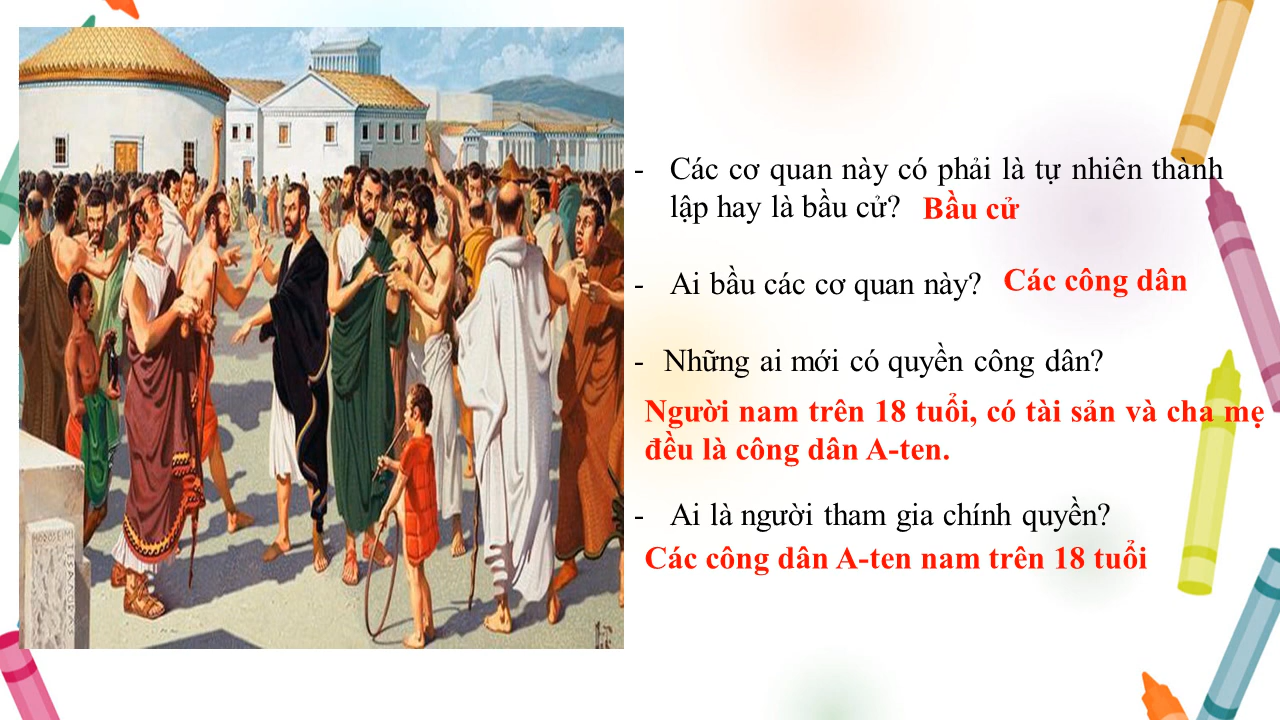 - Các cơ quan này có phải là tự nhiên thành
lập hay là bầu cử? Bầu cử
- Ai bầu các cơ quan này? Các công dân
- Những ai mới có quyền công dân?
Người nam trên 18 tuổi, có tài sản và cha mẹ
đều là công dân A-ten.
- Ai là người tham gia chính quyền?
Các công dân A-ten nam trên 18 tuổi